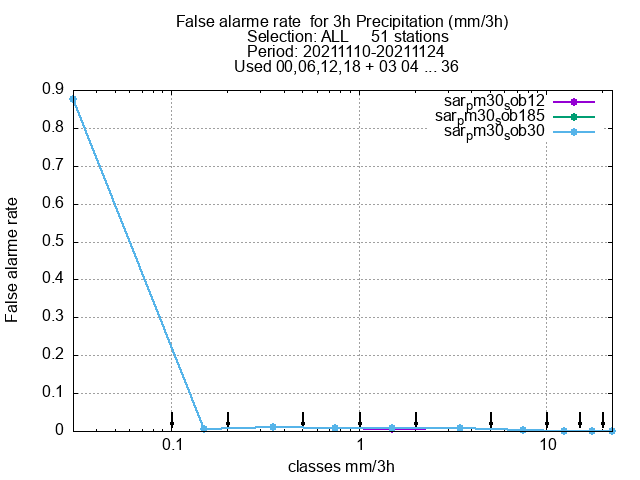 False alarme rate  for 3h Precipitation (mm/3h)
Selection: ALL     51 stations
Period: 20211110-20211124
Used 00,06,12,18 + 03 04 ... 36
sarpm30sob12
sarpm30sob185
sarpm30sob30
0.9
0.8
0.7
0.6
0.5
0.4
0.3
0.2
0.1
0
False alarme rate
0.1
1
10
classes mm/3h